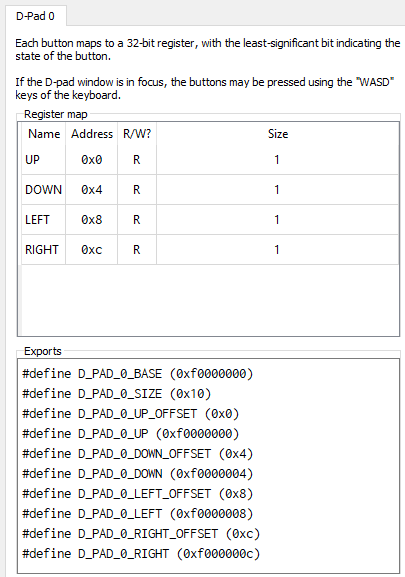 D-Pad 0
Each button maps to a 32-bit register, with the least-significant bit indicating the
state of the button.
If the D-pad window is in focus, the buttons may be pressed using the "WASD"
keys of the keyboard.
Register map
Name Address R/W? Size
UP 0x0 R 1
DOWN 0x4 R 1
LEFT 0x8 R 1
RIGHT 0xc R 1
Exports
#define D_PAD_0_BASE (0xf0000000)
#define D_PAD_0_SIZE (0x10)
#define D_PAD_0_UP_OFFSET (0x0)
#define D_PAD_0_UP (0xf0000000)
#define D_PAD_0_DOWN_OFFSET (0x4)
#define D_PAD_0_DOWN (0xf0000004)
#define D_PAD_0_LEFT_OFFSET (0x8)
#define D_PAD_0_LEFT (0xf0000008)
#define D_PAD_0_RIGHT_OFFSET (0xc)
#define D_PAD_0_RIGHT (0xf000000c)